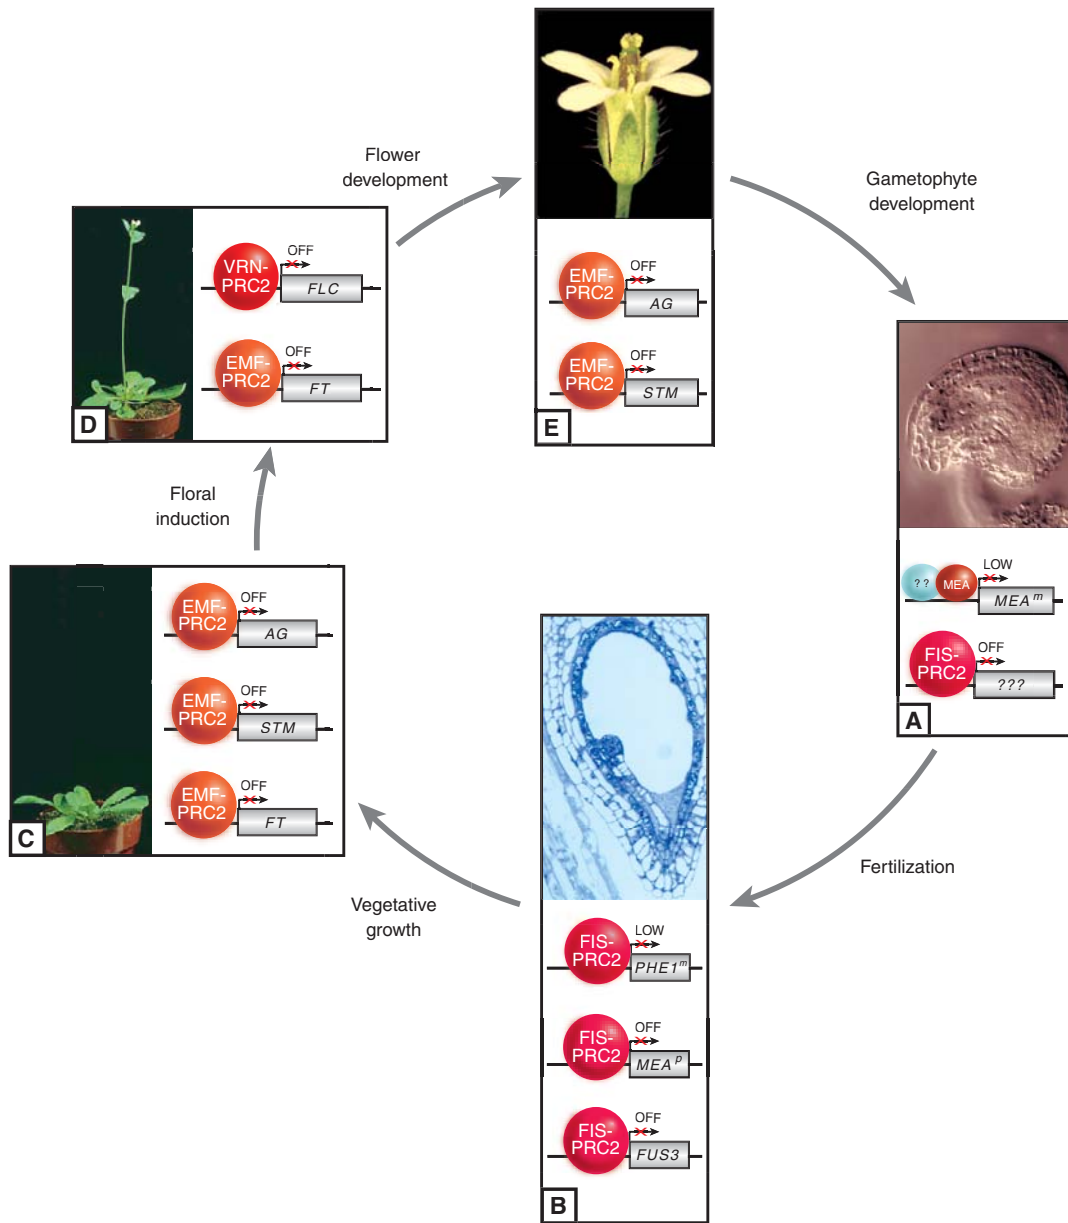 Flower
development
Gametophyte
development
VRN-
PRC2
OFF
FLC
EMF-
PRC2
OFF
FT
D
EMF-
PRC2
OFF
AG
EMF-
PRC2
OFF
STM
E
Floral
induction
?? MEA
LOW
MEA^m
FIS-
PRC2
OFF
???
A
EMF-
PRC2
OFF
AG
EMF-
PRC2
OFF
STM
EMF-
PRC2
OFF
FT
C
Vegetative
growth
Fertilization
FIS-
PRC2
LOW
PHE1^m
FIS-
PRC2
OFF
MEA^p
FIS-
PRC2
OFF
FUS3
B